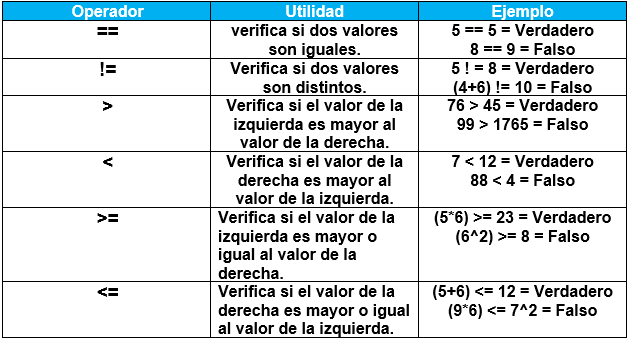 Operador Utilidad Ejemplo
== verifica si dos valores 5 == 5 = Verdadero
son iguales. 8 == 9 = Falso
!= Verifica si dos valores 5 ! = 8 = Verdadero
son distintos. (4+6) != 10 = Falso
> Verifica si el valor de la 76 > 45 = Verdadero
izquierda es mayor al 99 > 1765 = Falso
valor de la derecha.
< Verifica si el valor de la 7 < 12 = Verdadero
derecha es mayor al 88 < 4 = Falso
valor de la izquierda.
>= Verifica si el valor de la (5*6) >= 23 = Verdadero
izquierda es mayor o (6^2) >= 8 = Falso
igual al valor de la
derecha.
<= Verifica si el valor de la (5+6) <= 12 = Verdadero
derecha es mayor o igual (9*6) <= 7^2 = Falso
al valor de la izquierda.